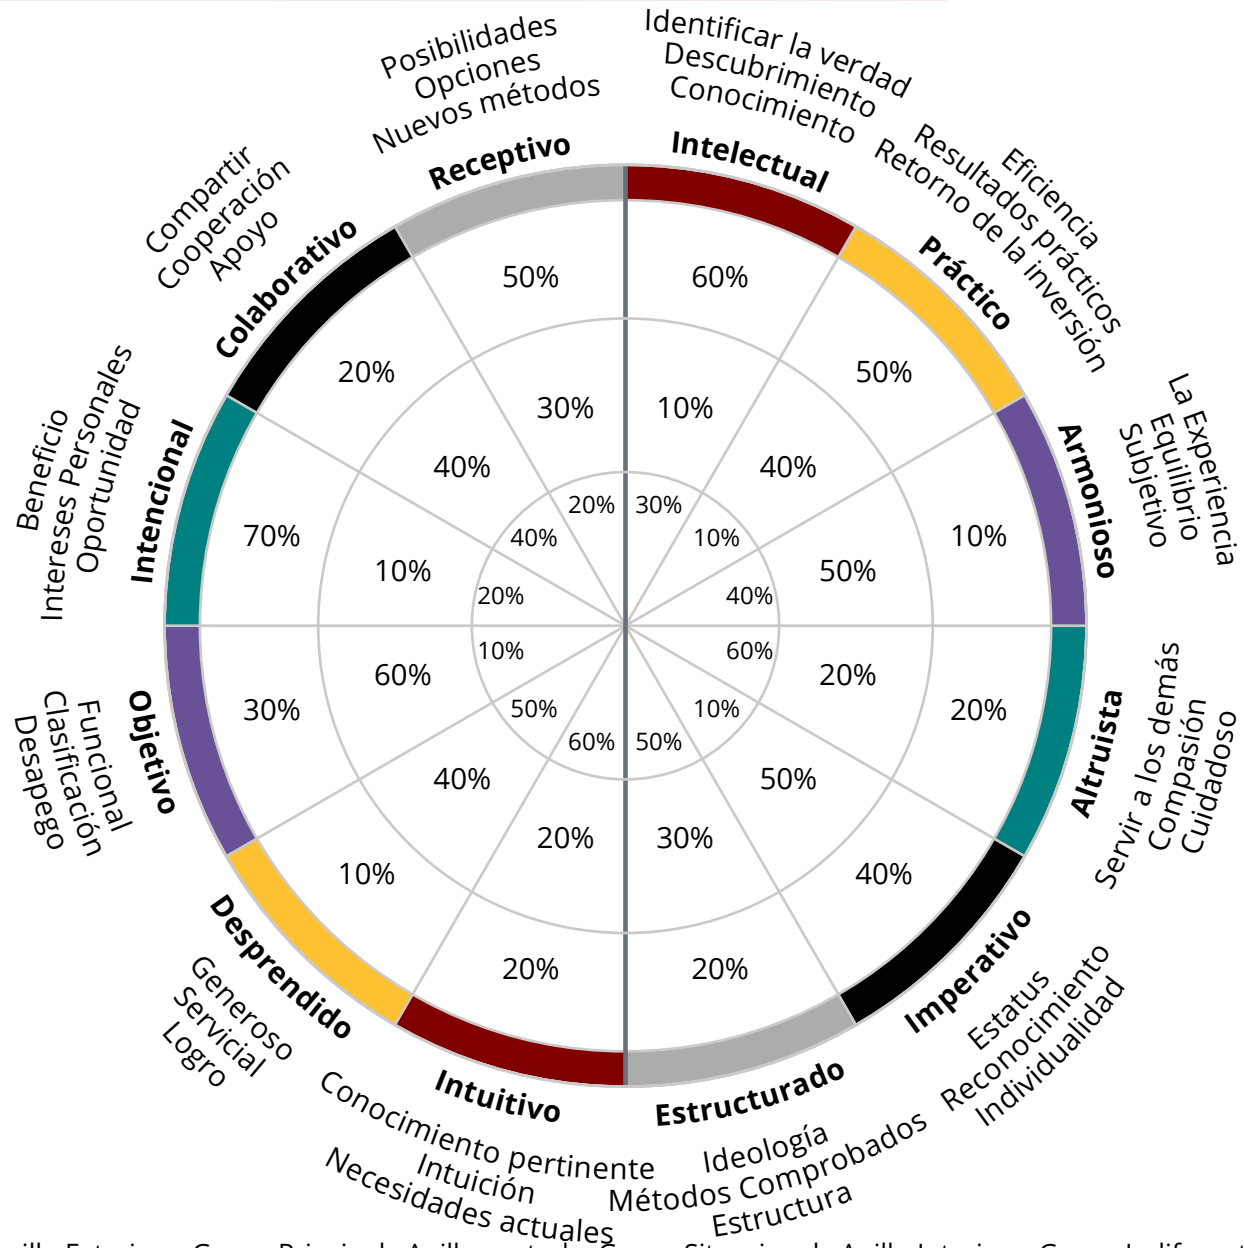 Identificar la verdad
Descubrimiento
Conocimiento
Intelectual
Eficiencia
Resultados prácticos
Retorno de la inversión
Práctico
La Experiencia
Equilibrio
Subjetivo
Armonioso
Altruista
Servir a los demás
Compasión
Cuidadoso
Imperativo
Estatus
Reconocimiento
Individualidad
Estructurado
Ideología
Métodos Comprobados
Estructura
Intuitivo
Conocimiento pertinente
Intuición
Necesidades actuales
Desprendido
Generoso
Servicial
Logro
Objetivo
Funcional
Clasificación
Desapego
Beneficio
Intereses Personales
Oportunidad
Intencional
Compartir
Cooperación
Apoyo
Colaborativo
Posibilidades
Opciones
Nuevos métodos
Receptivo
50% 60%
20% 50%
30% 10%
40% 40%
20% 30%
40% 10%
70% 10%
10% 50%
20% 40%
10% 60%
60% 20%
30% 20%
50% 10%
60% 50%
40% 50%
20% 30%
10% 40%
20% 20%